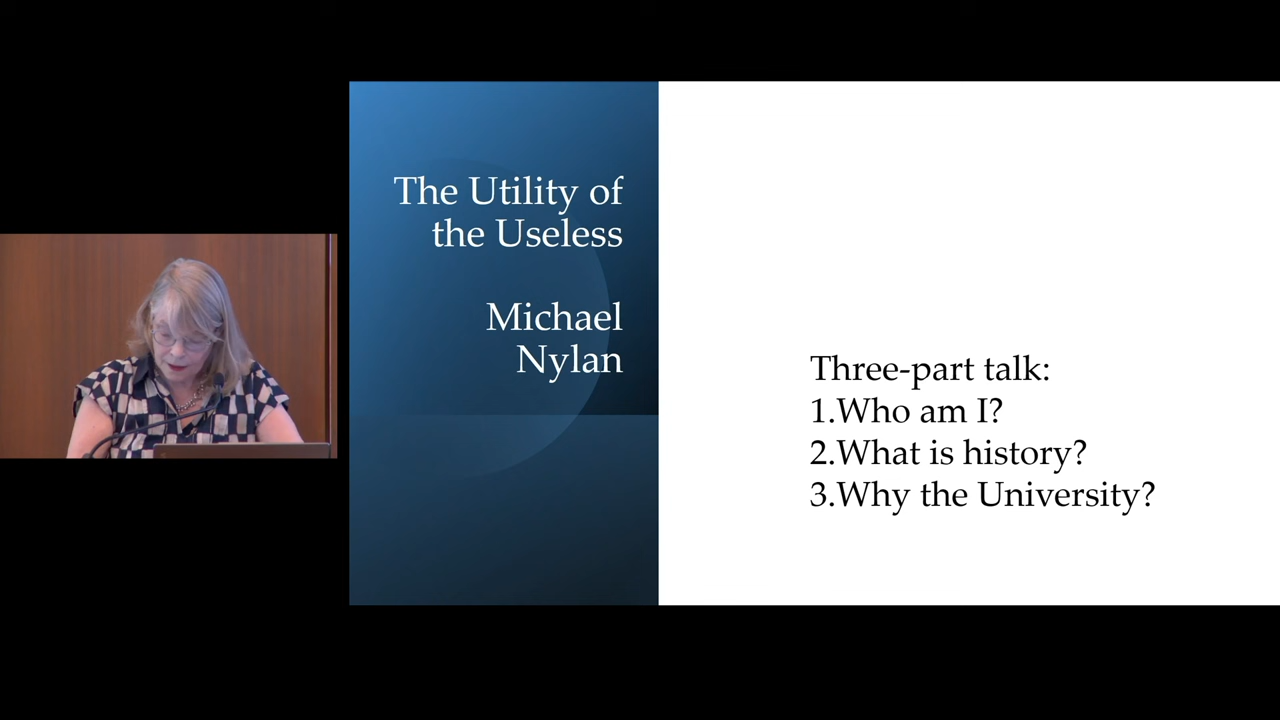 The Utility of
the Useless
Michael
Nylan
Three-part talk:
1.Who am I?
2.What is history?
3.Why the University?